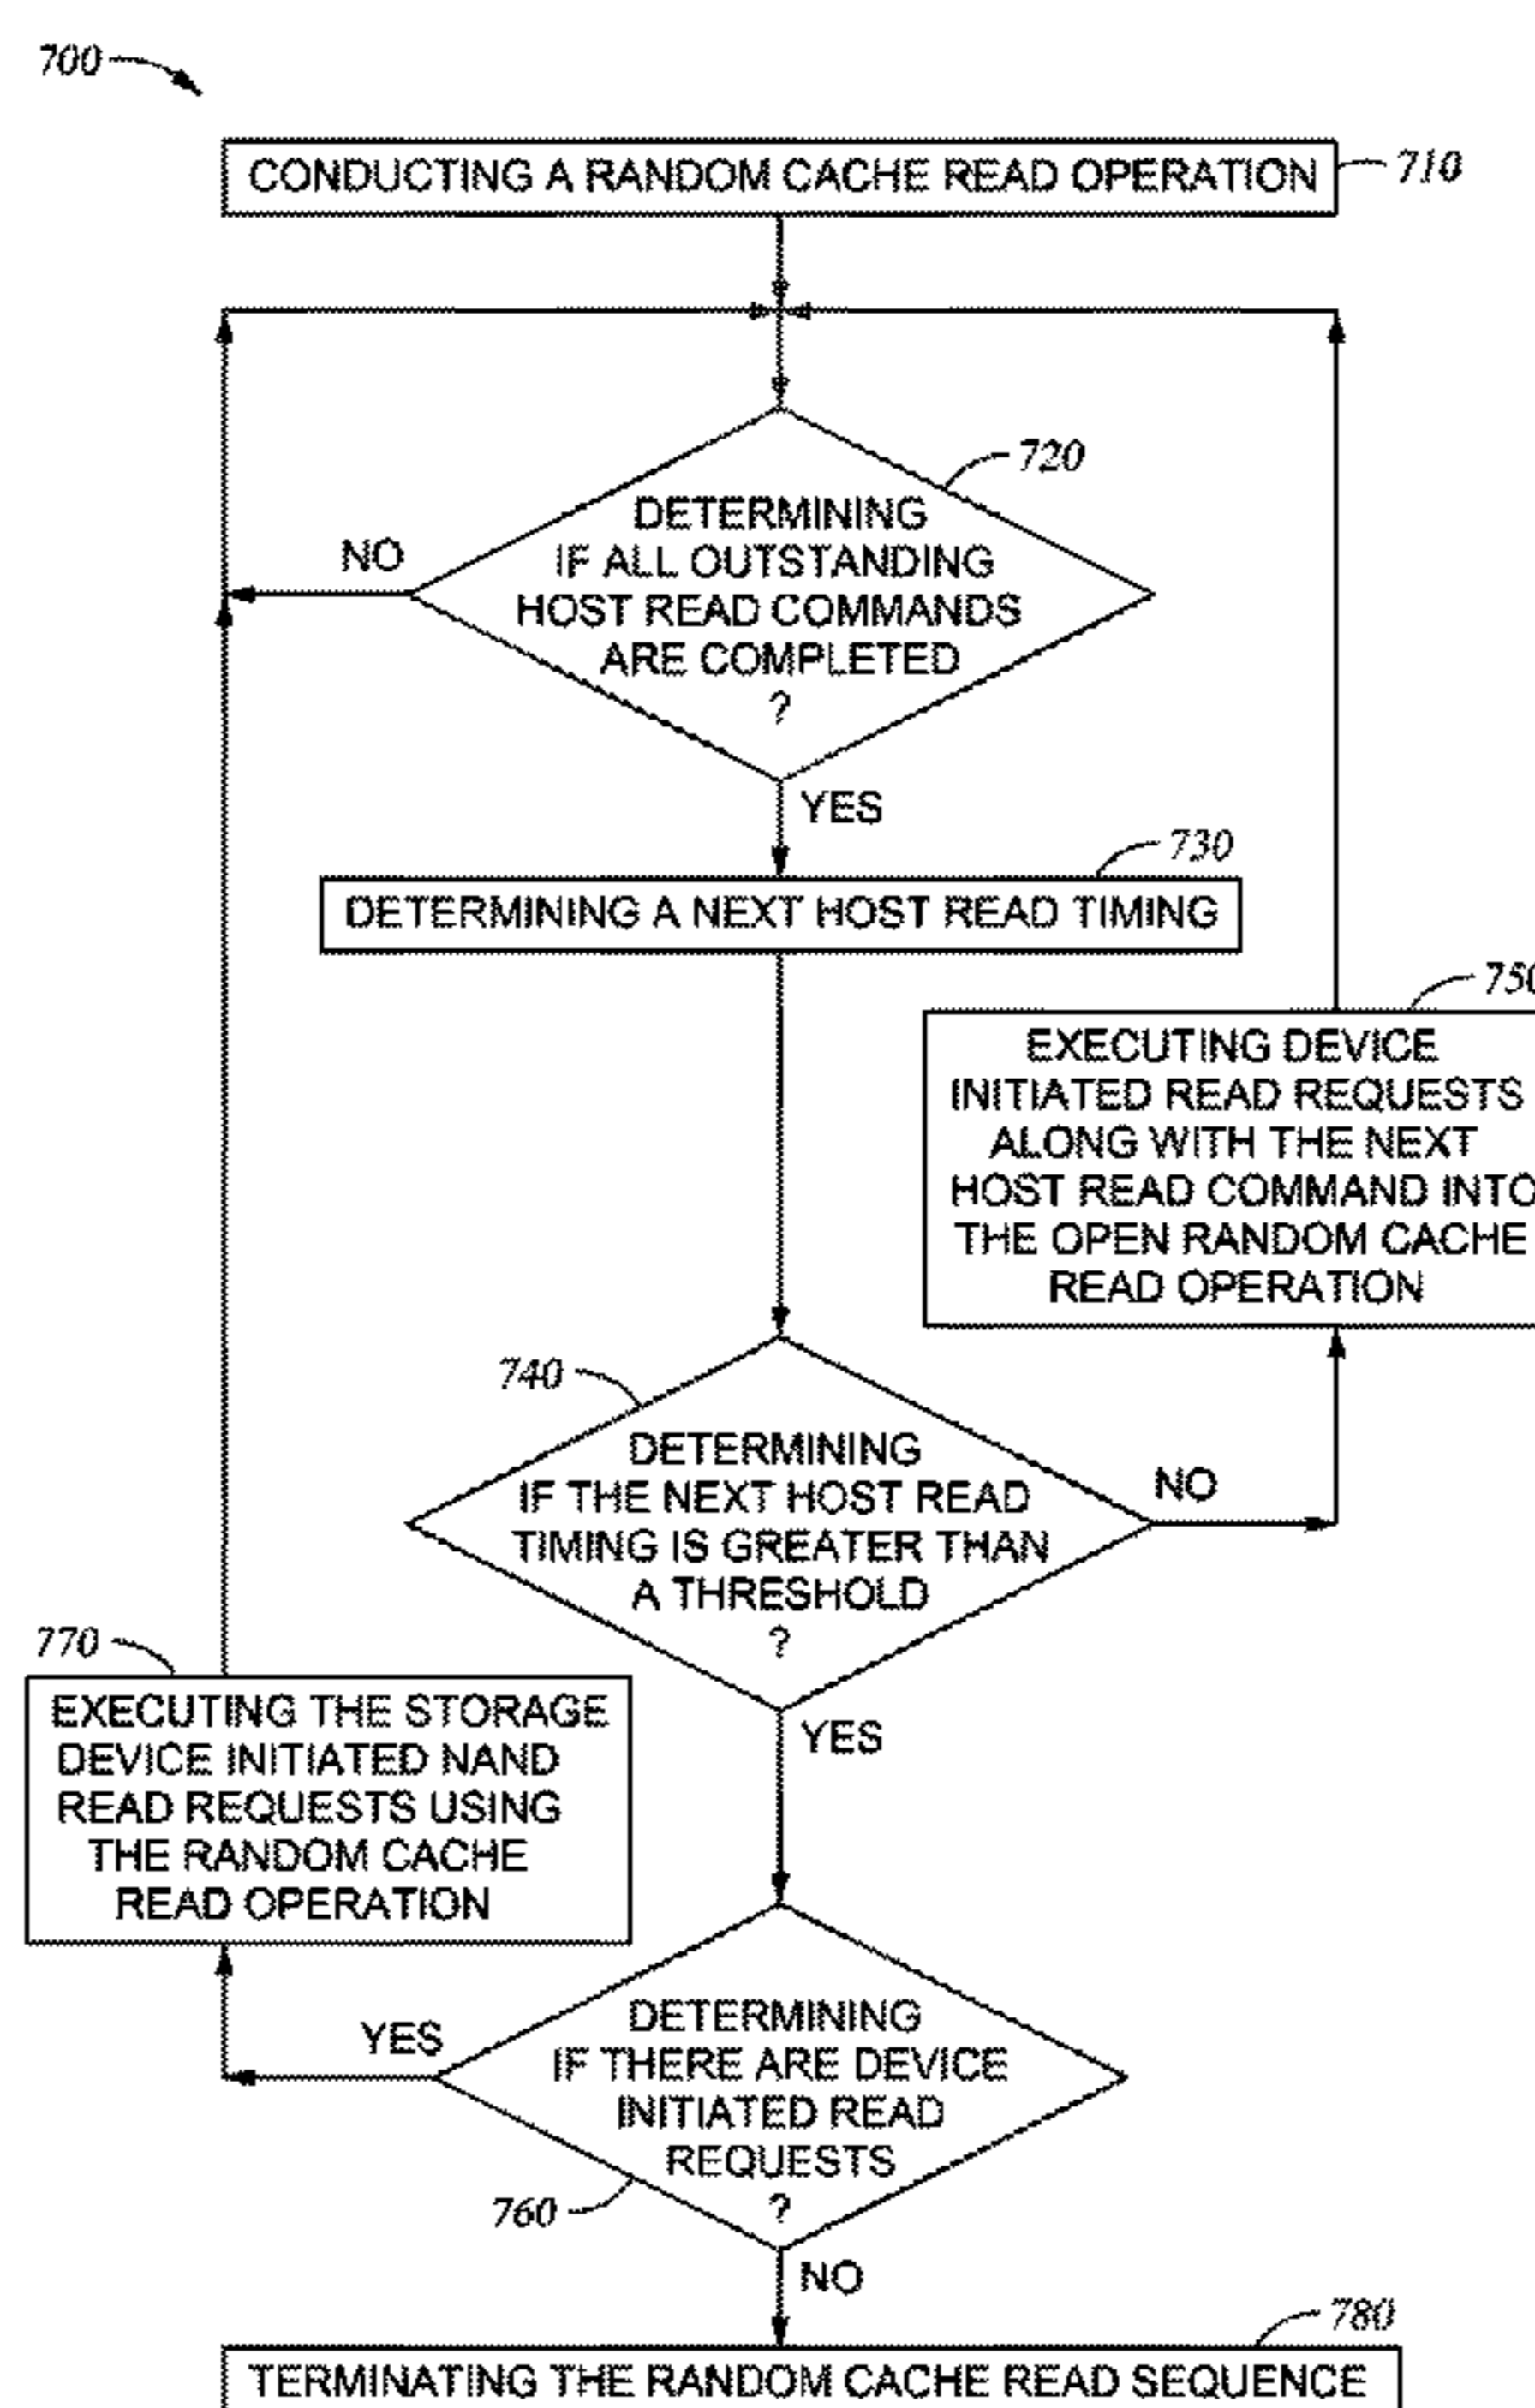 700
CONDUCTING A RANDOM CACHE READ OPERATION
710
720
DETERMINING
IF ALL OUTSTANDING
HOST READ COMMANDS
ARE COMPLETED
?
NO
YES
730
DETERMINING A NEXT HOST READ TIMING
750
EXECUTING DEVICE
INITIATED READ REQUESTS
ALONG WITH THE NEXT
HOST READ COMMAND INTO
THE OPEN RANDOM CACHE
READ OPERATION
740
DETERMINING
IF THE NEXT HOST READ
TIMING IS GREATER THAN
A THRESHOLD
?
NO
YES
770
EXECUTING THE STORAGE
DEVICE INITIATED NAND
READ REQUESTS USING
THE RANDOM CACHE
READ OPERATION
YES
DETERMINING
IF THERE ARE DEVICE
INITIATED READ
REQUESTS
?
760
NO
780
TERMINATING THE RANDOM CACHE READ SEQUENCE